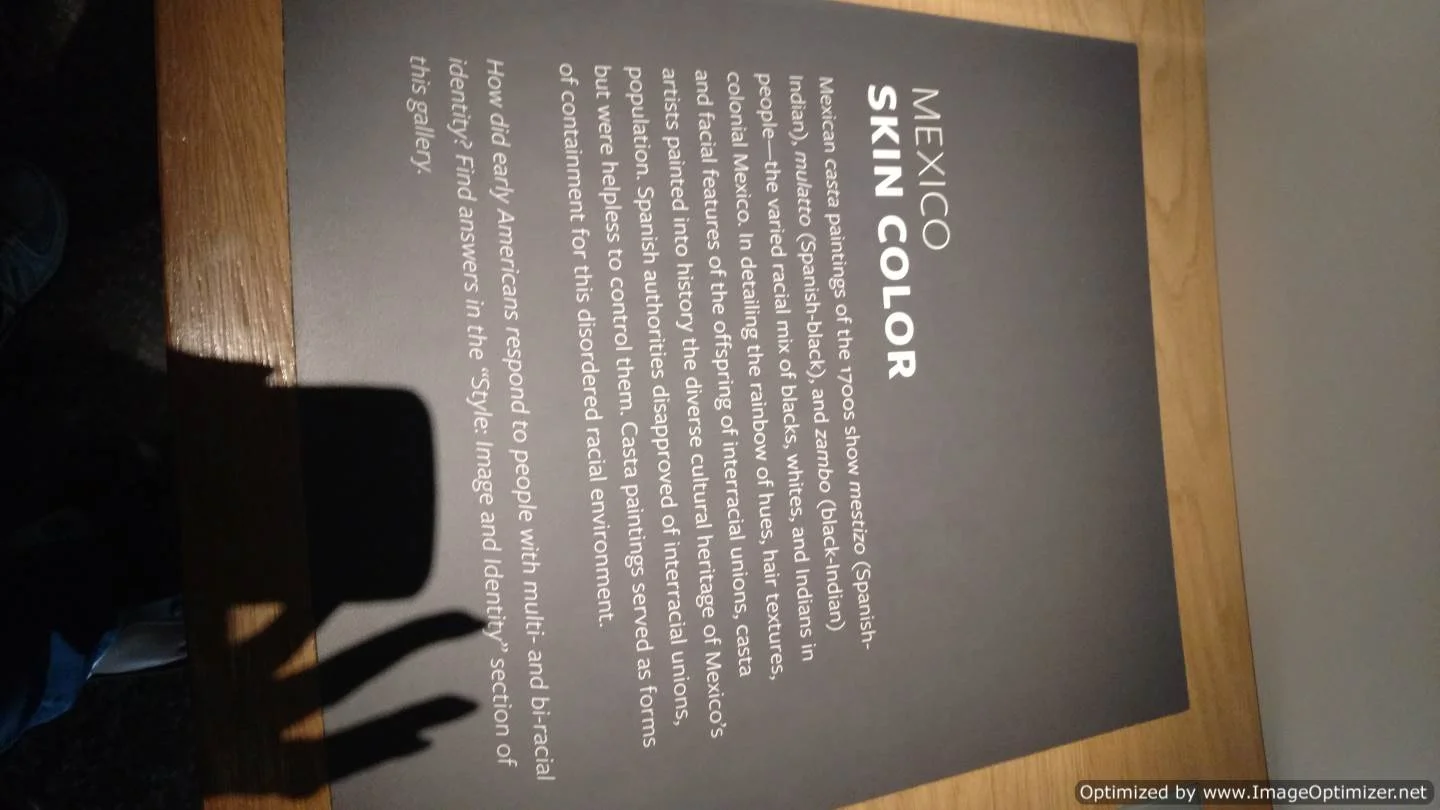 MEXICO
SKIN COLOR
Mexican casta paintings of the 1700s show mestizo (Spanish-
Indian), mulatto (Spanish-black), and zambo (black-Indian)
people—the varied racial mix of blacks, whites, and Indians in
colonial Mexico. In detailing the rainbow of hues, hair textures,
and facial features of the offspring of interracial unions, casta
artists painted into history the diverse cultural heritage of Mexico's
population. Spanish authorities disapproved of interracial unions,
but were helpless to control them. Casta paintings served as forms
of containment for this disordered racial environment.
How did early Americans respond to people with multi- and bi-racial
identity? Find answers in the “Style: Image and Identity” section of
this gallery.
Optimized by www.ImageOptimizer.net